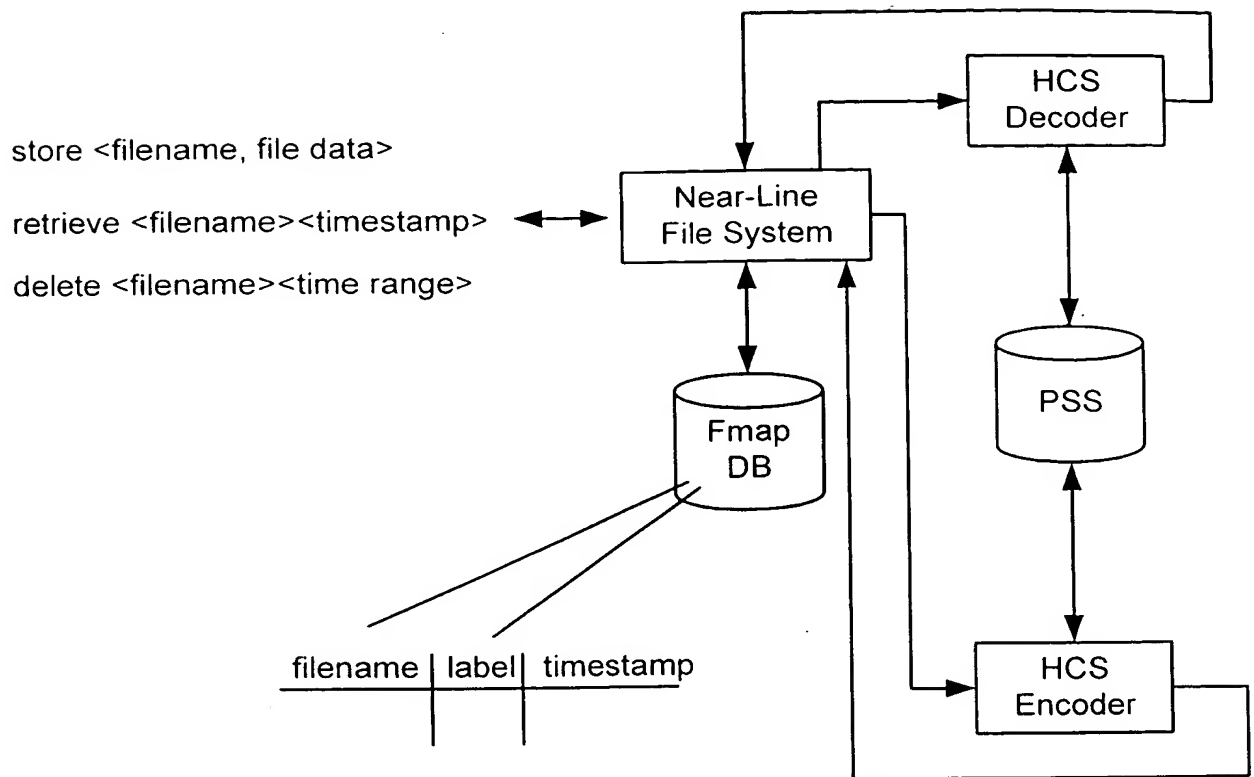 HCS
Decoder
store <filename, file data>
Near-Line
File System
retrieve <filename><timestamp>
delete <filename><time range>
PSS
Fmap
DB
filename label timestamp
HCS
Encoder